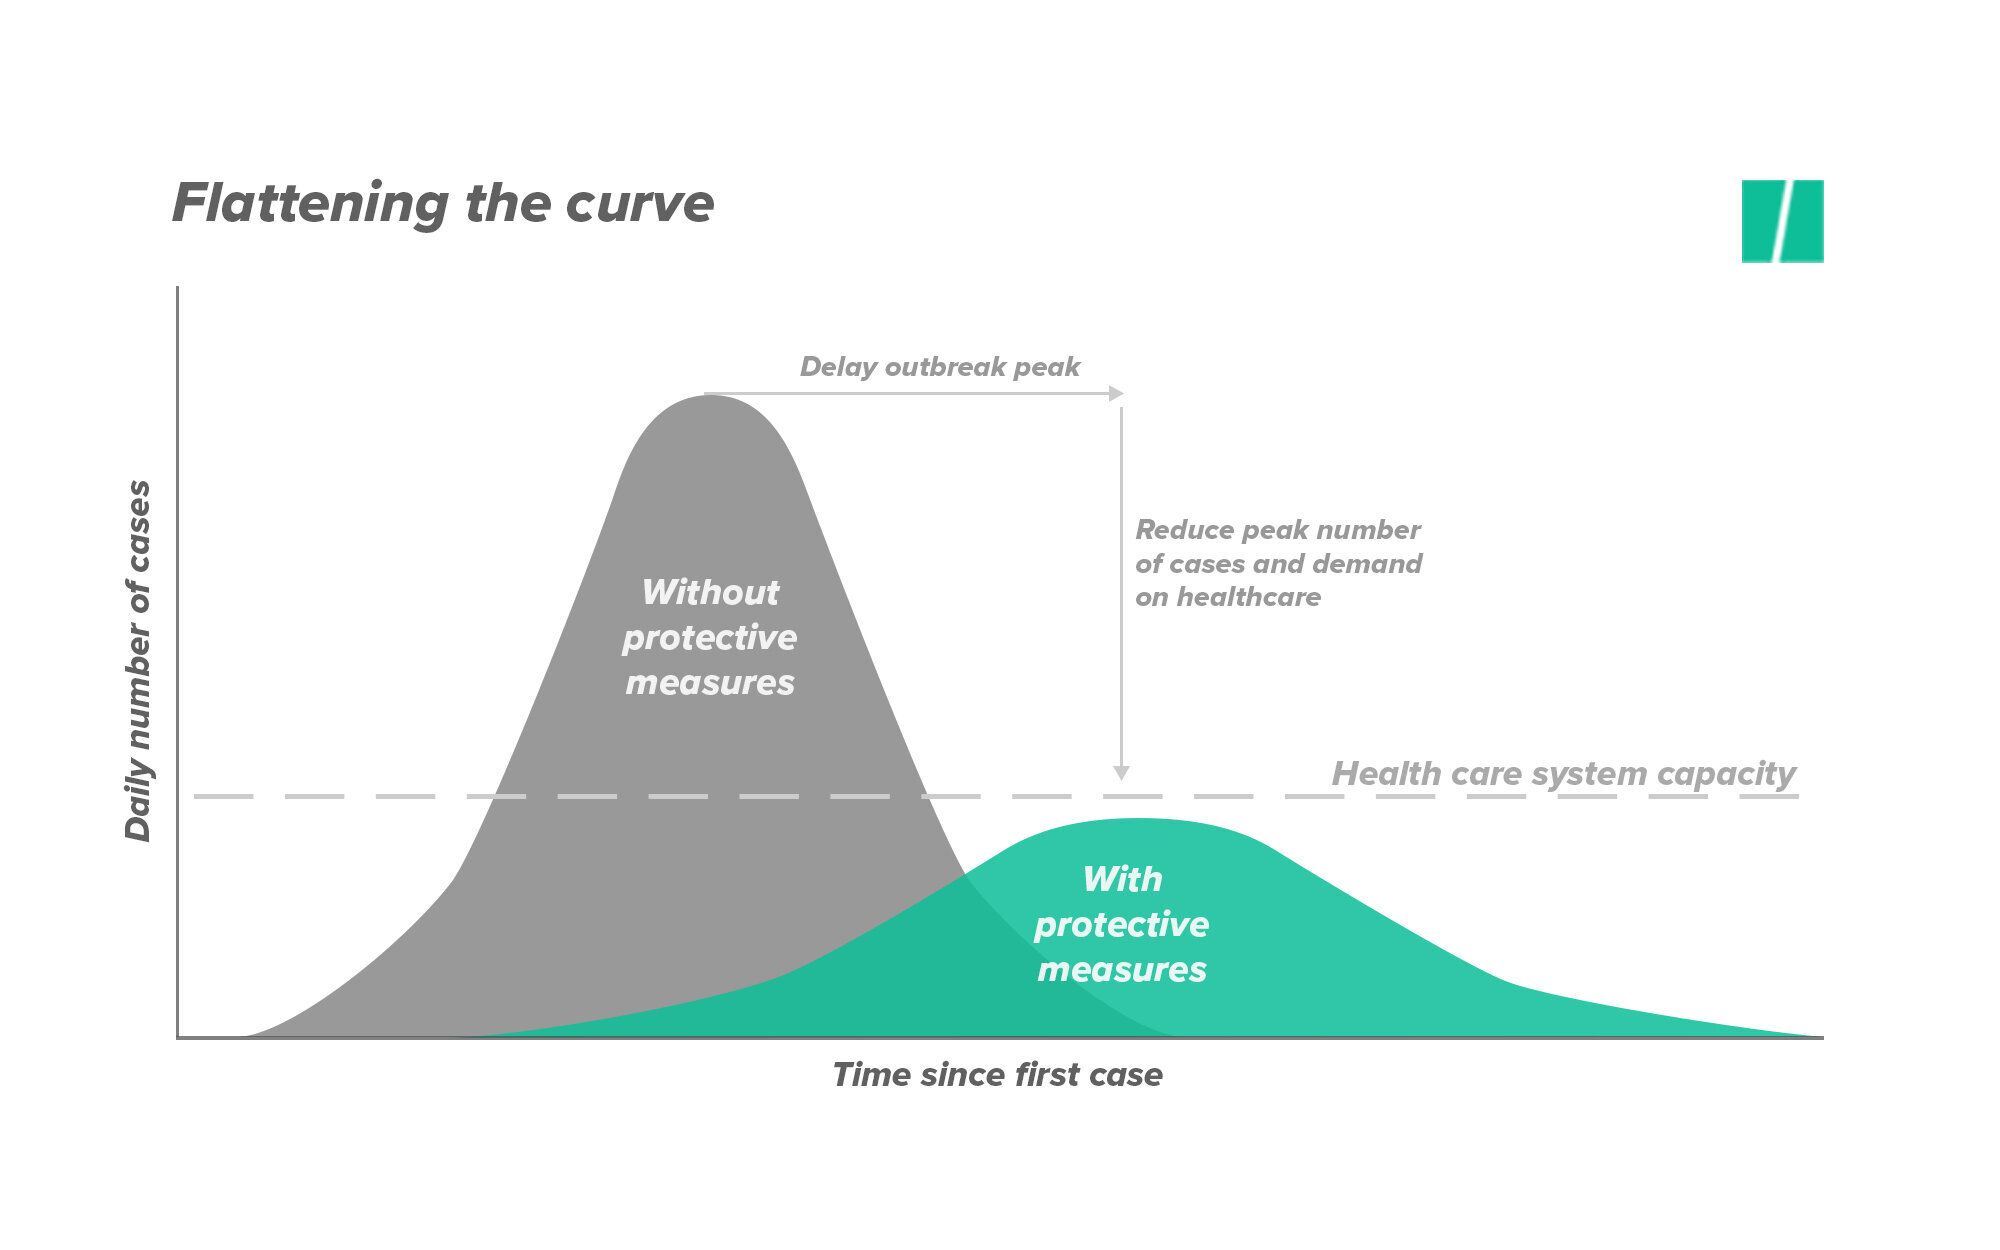 Flattening the curve
Delay outbreak peak
Reduce peak number
of cases and demand
on healthcare
Without
protective
measures
Health care system capacity
With
protective
measures
Daily number of cases
Time since first case